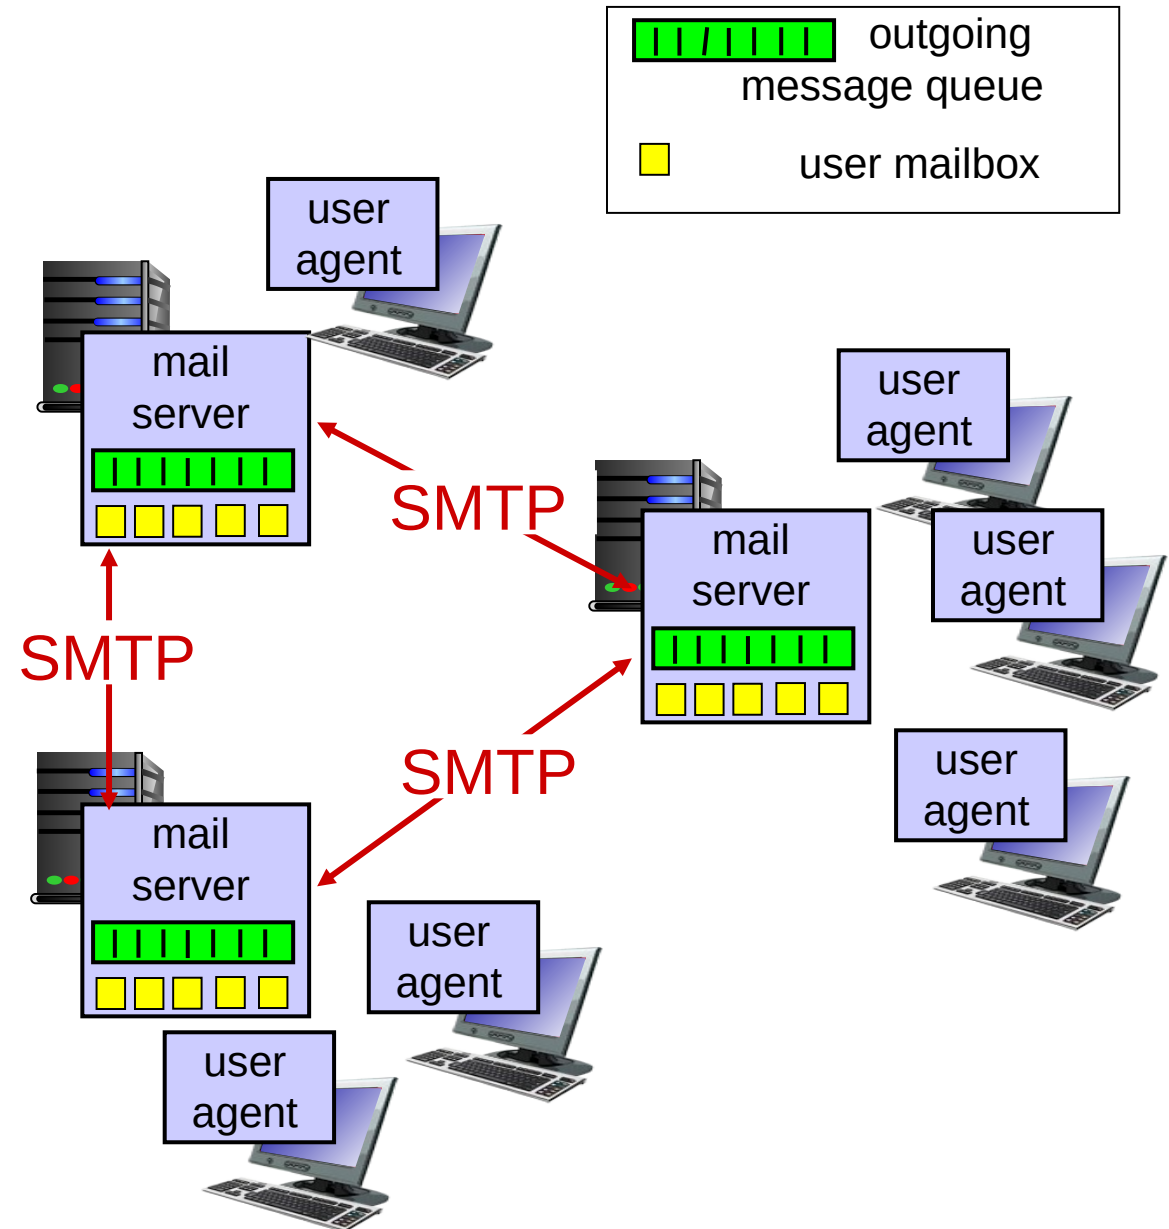 outgoing
message queue
user mailbox
user
agent
mail
server
SMTP
user
agent
mail
server
user
agent
SMTP
SMTP
user
agent
mail
server
user
agent
user
agent